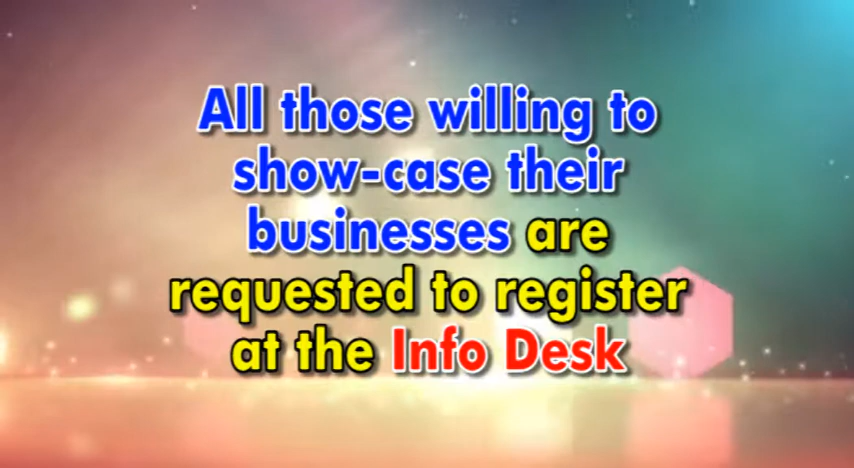 All those willing to
show-case their
businesses are
requested to register
at the Info Desk